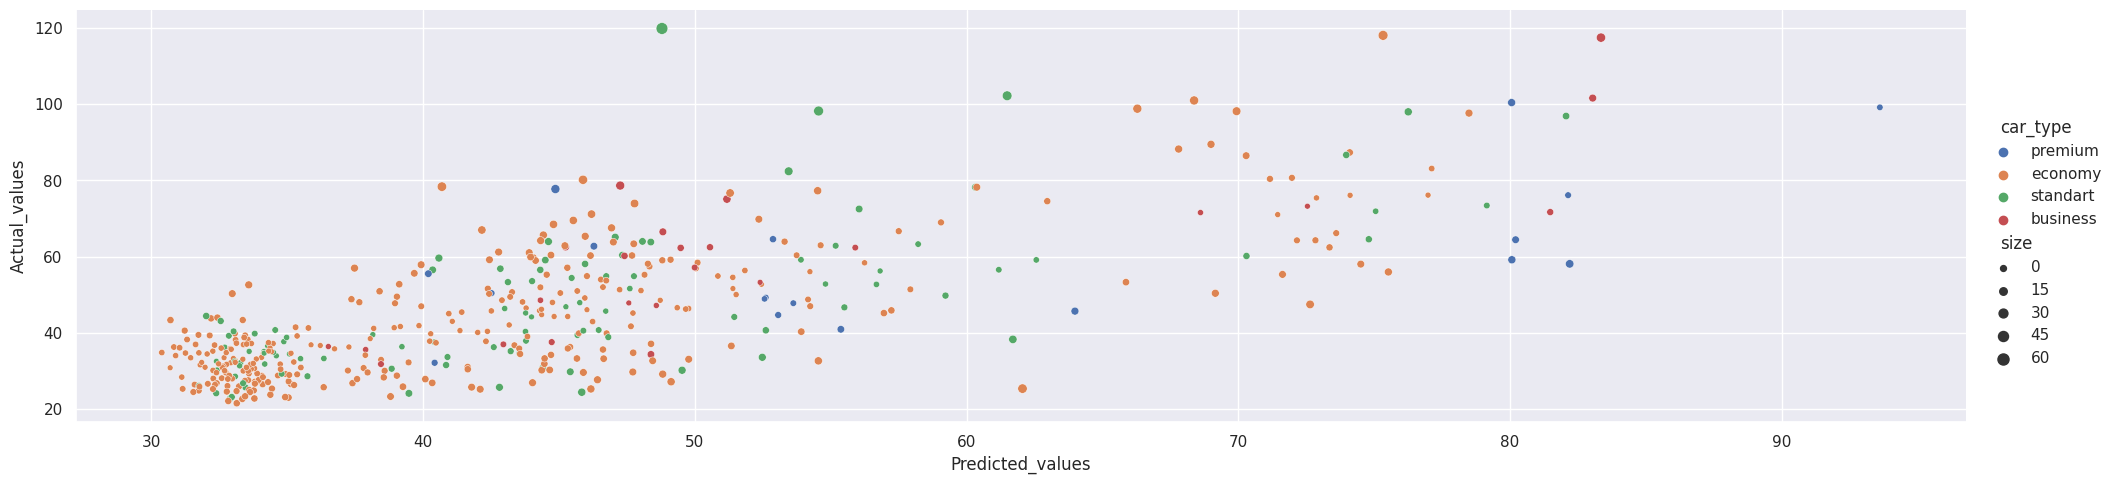 120
100
80
60
40
20
Actual_values
30 40 50 60 70 80 90
Predicted_values
car_type
premium
economy
standart
business
size
0
15
30
45
60